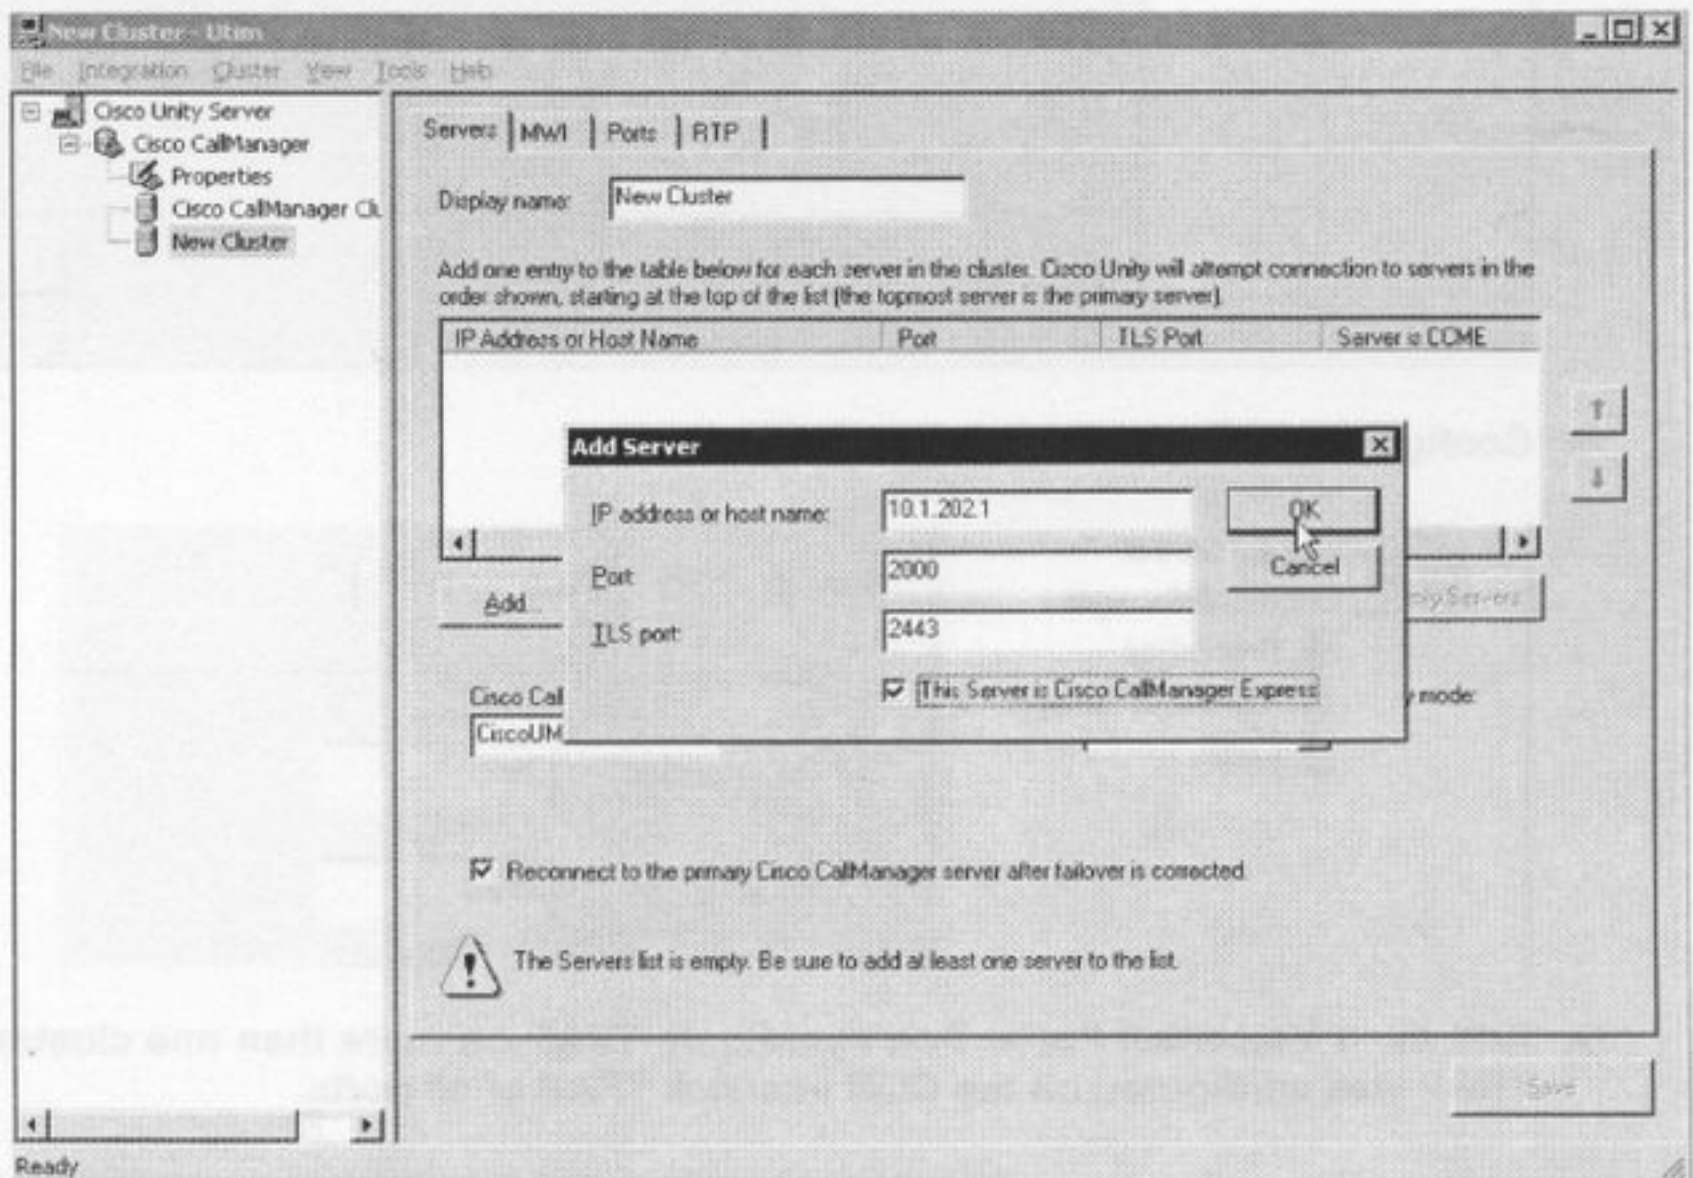 New Cluster - Utim
File Integration Cluster View Tools Help
Cisco Unity Server
Cisco CallManager
Properties
Cisco CallManager Clu
New Cluster
Servers MWI Ports RTP
Display name: New Cluster
Add one entry to the table below for each server in the cluster. Cisco Unity will attempt connection to servers in the
order shown, starting at the top of the list (the topmost server is the primary server).
IP Address or Host Name Port TLS Port Server is CCME
Add Server
IP address or host name: 10.1.202.1 OK
Port: 2000 Cancel
TLS port: 2443
This Server is Cisco CallManager Express
Add... Servers
Cisco Cal mode:
CiscoUM
Reconnect to the primary Cisco CallManager server after failover is corrected.
The Servers list is empty. Be sure to add at least one server to the list.
Save
Ready